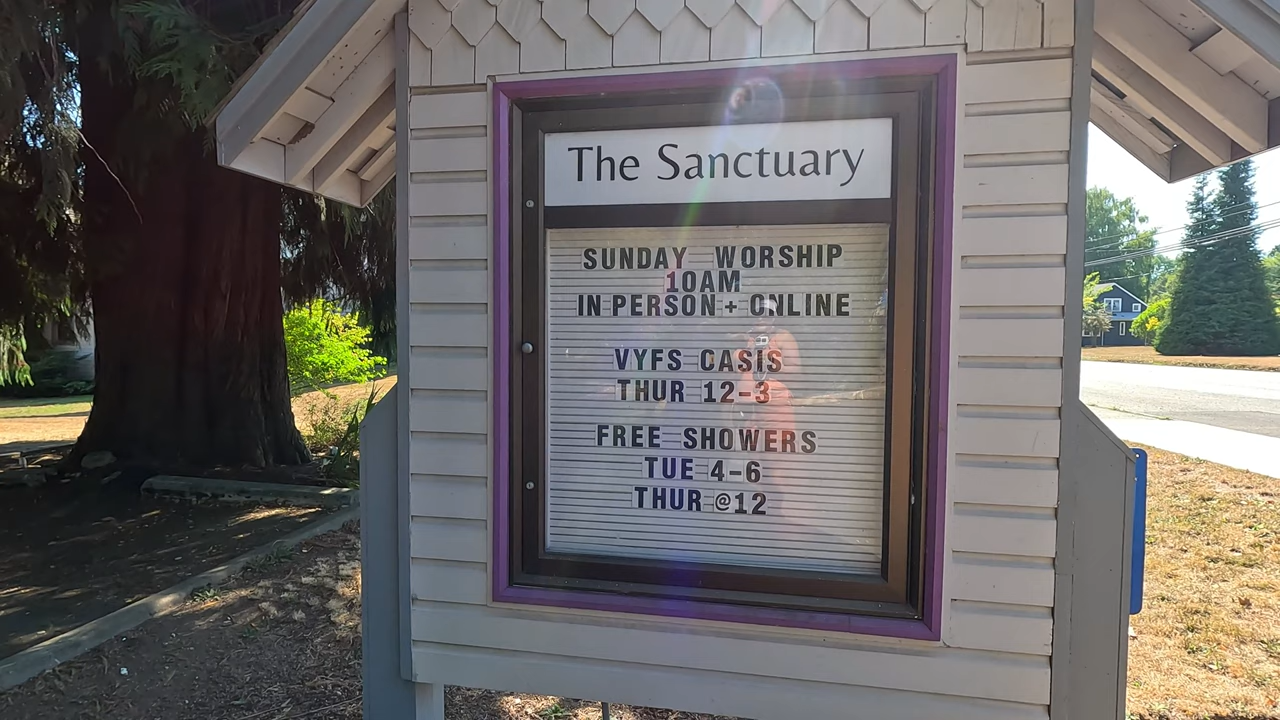 The Sanctuary
SUNDAY WORSHIP
10AM
IN PERSON + ONLINE
VYFS OASIS
THUR 12-3
FREE SHOWERS
TUE 4-6
THUR @12